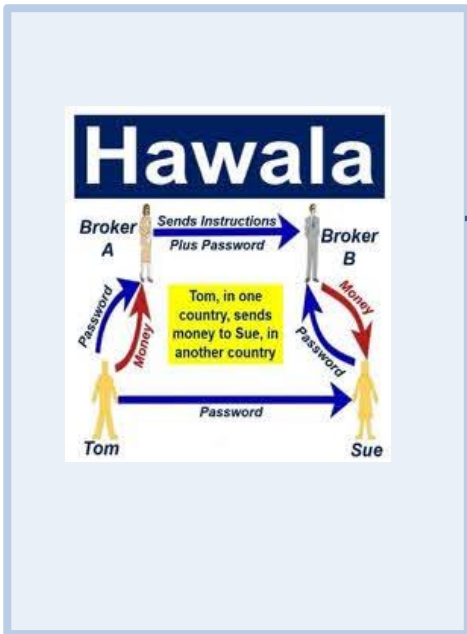 Hawala
Broker
A
Sends Instructions
Plus Password
Broker
B
Password
Money
Tom, in one
country, sends
money to Sue, in
another country
Password
Money
Password
Tom
Sue